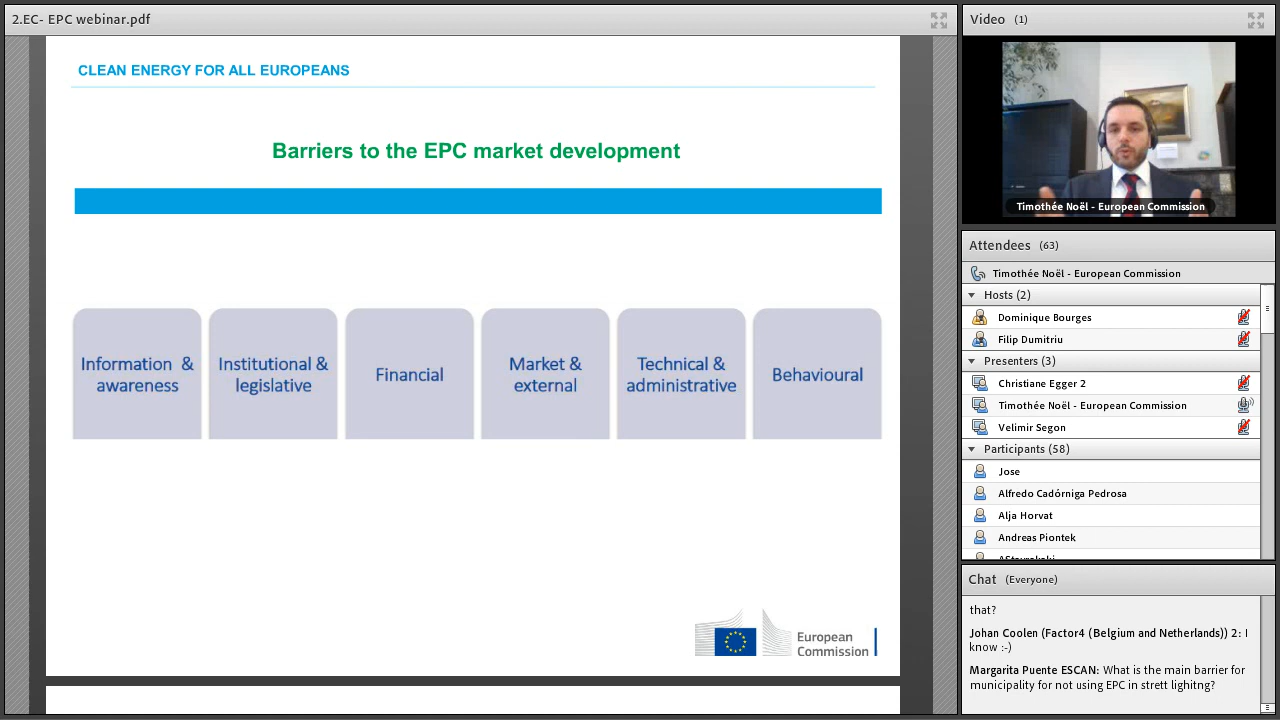 2.EC- EPC webinar.pdf
CLEAN ENERGY FOR ALL EUROPEANS
Barriers to the EPC market development
Information &
awareness
Institutional &
legislative
Financial
Market &
external
Technical &
administrative
Behavioural
European
Commission
Video (1)
Timothée Noël - European Commission
Attendees (63)
Timothée Noël - European Commission
Hosts (2)
Dominique Bourges
Filip Dumitriu
Presenters (3)
Christiane Egger 2
Timothée Noël - European Commission
Velimir Segon
Participants (58)
Jose
Alfredo Cadórniga Pedrosa
Alja Horvat
Andreas Piontek
Chat (Everyone)
that?
Johan Coolen (Factor4 (Belgium and Netherlands)) 2: I
know :-)
Margarita Puente ESCAN: What is the main barrier for
municipality for not using EPC in strett lighitng?